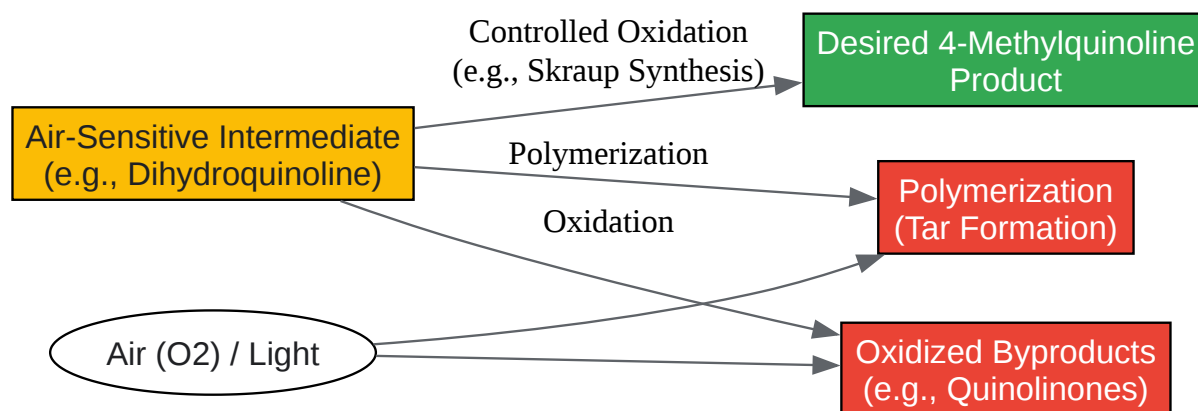 Controlled Oxidation
(e.g., Skraup Synthesis)
Desired 4-Methylquinoline
Product
Air-Sensitive Intermediate
(e.g., Dihydroquinoline)
Polymerization
Polymerization
(Tar Formation)
Oxidation
Air (O2) / Light
Oxidized Byproducts
(e.g., Quinolinones)